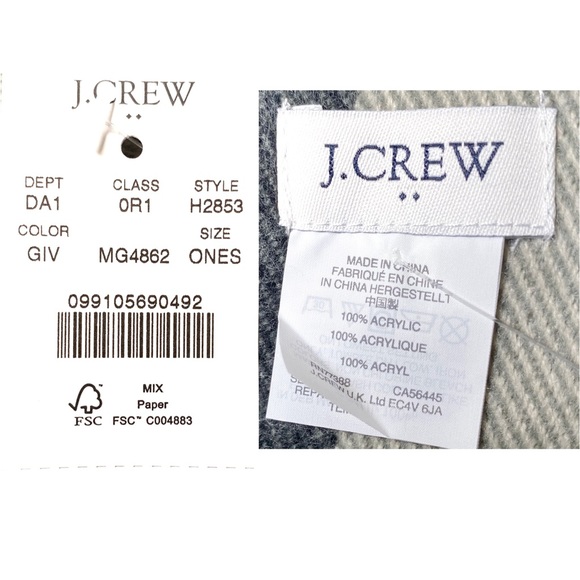 J.CREW
DEPT CLASS STYLE
DA1 0R1 H2853
COLOR SIZE
GIV MG4862 ONES
099105690492
MIX
Paper
FSC FSC™ C004883
J.CREW
MADE IN CHINA
FABRIQUÉ EN CHINE
IN CHINA HERGESTELLT
中国製
100% ACRYLIC
100% ACRYLIQUE
100% ACRYL
RN77388 CA56445
J.CREW U.K. Ltd EC4V 6JA